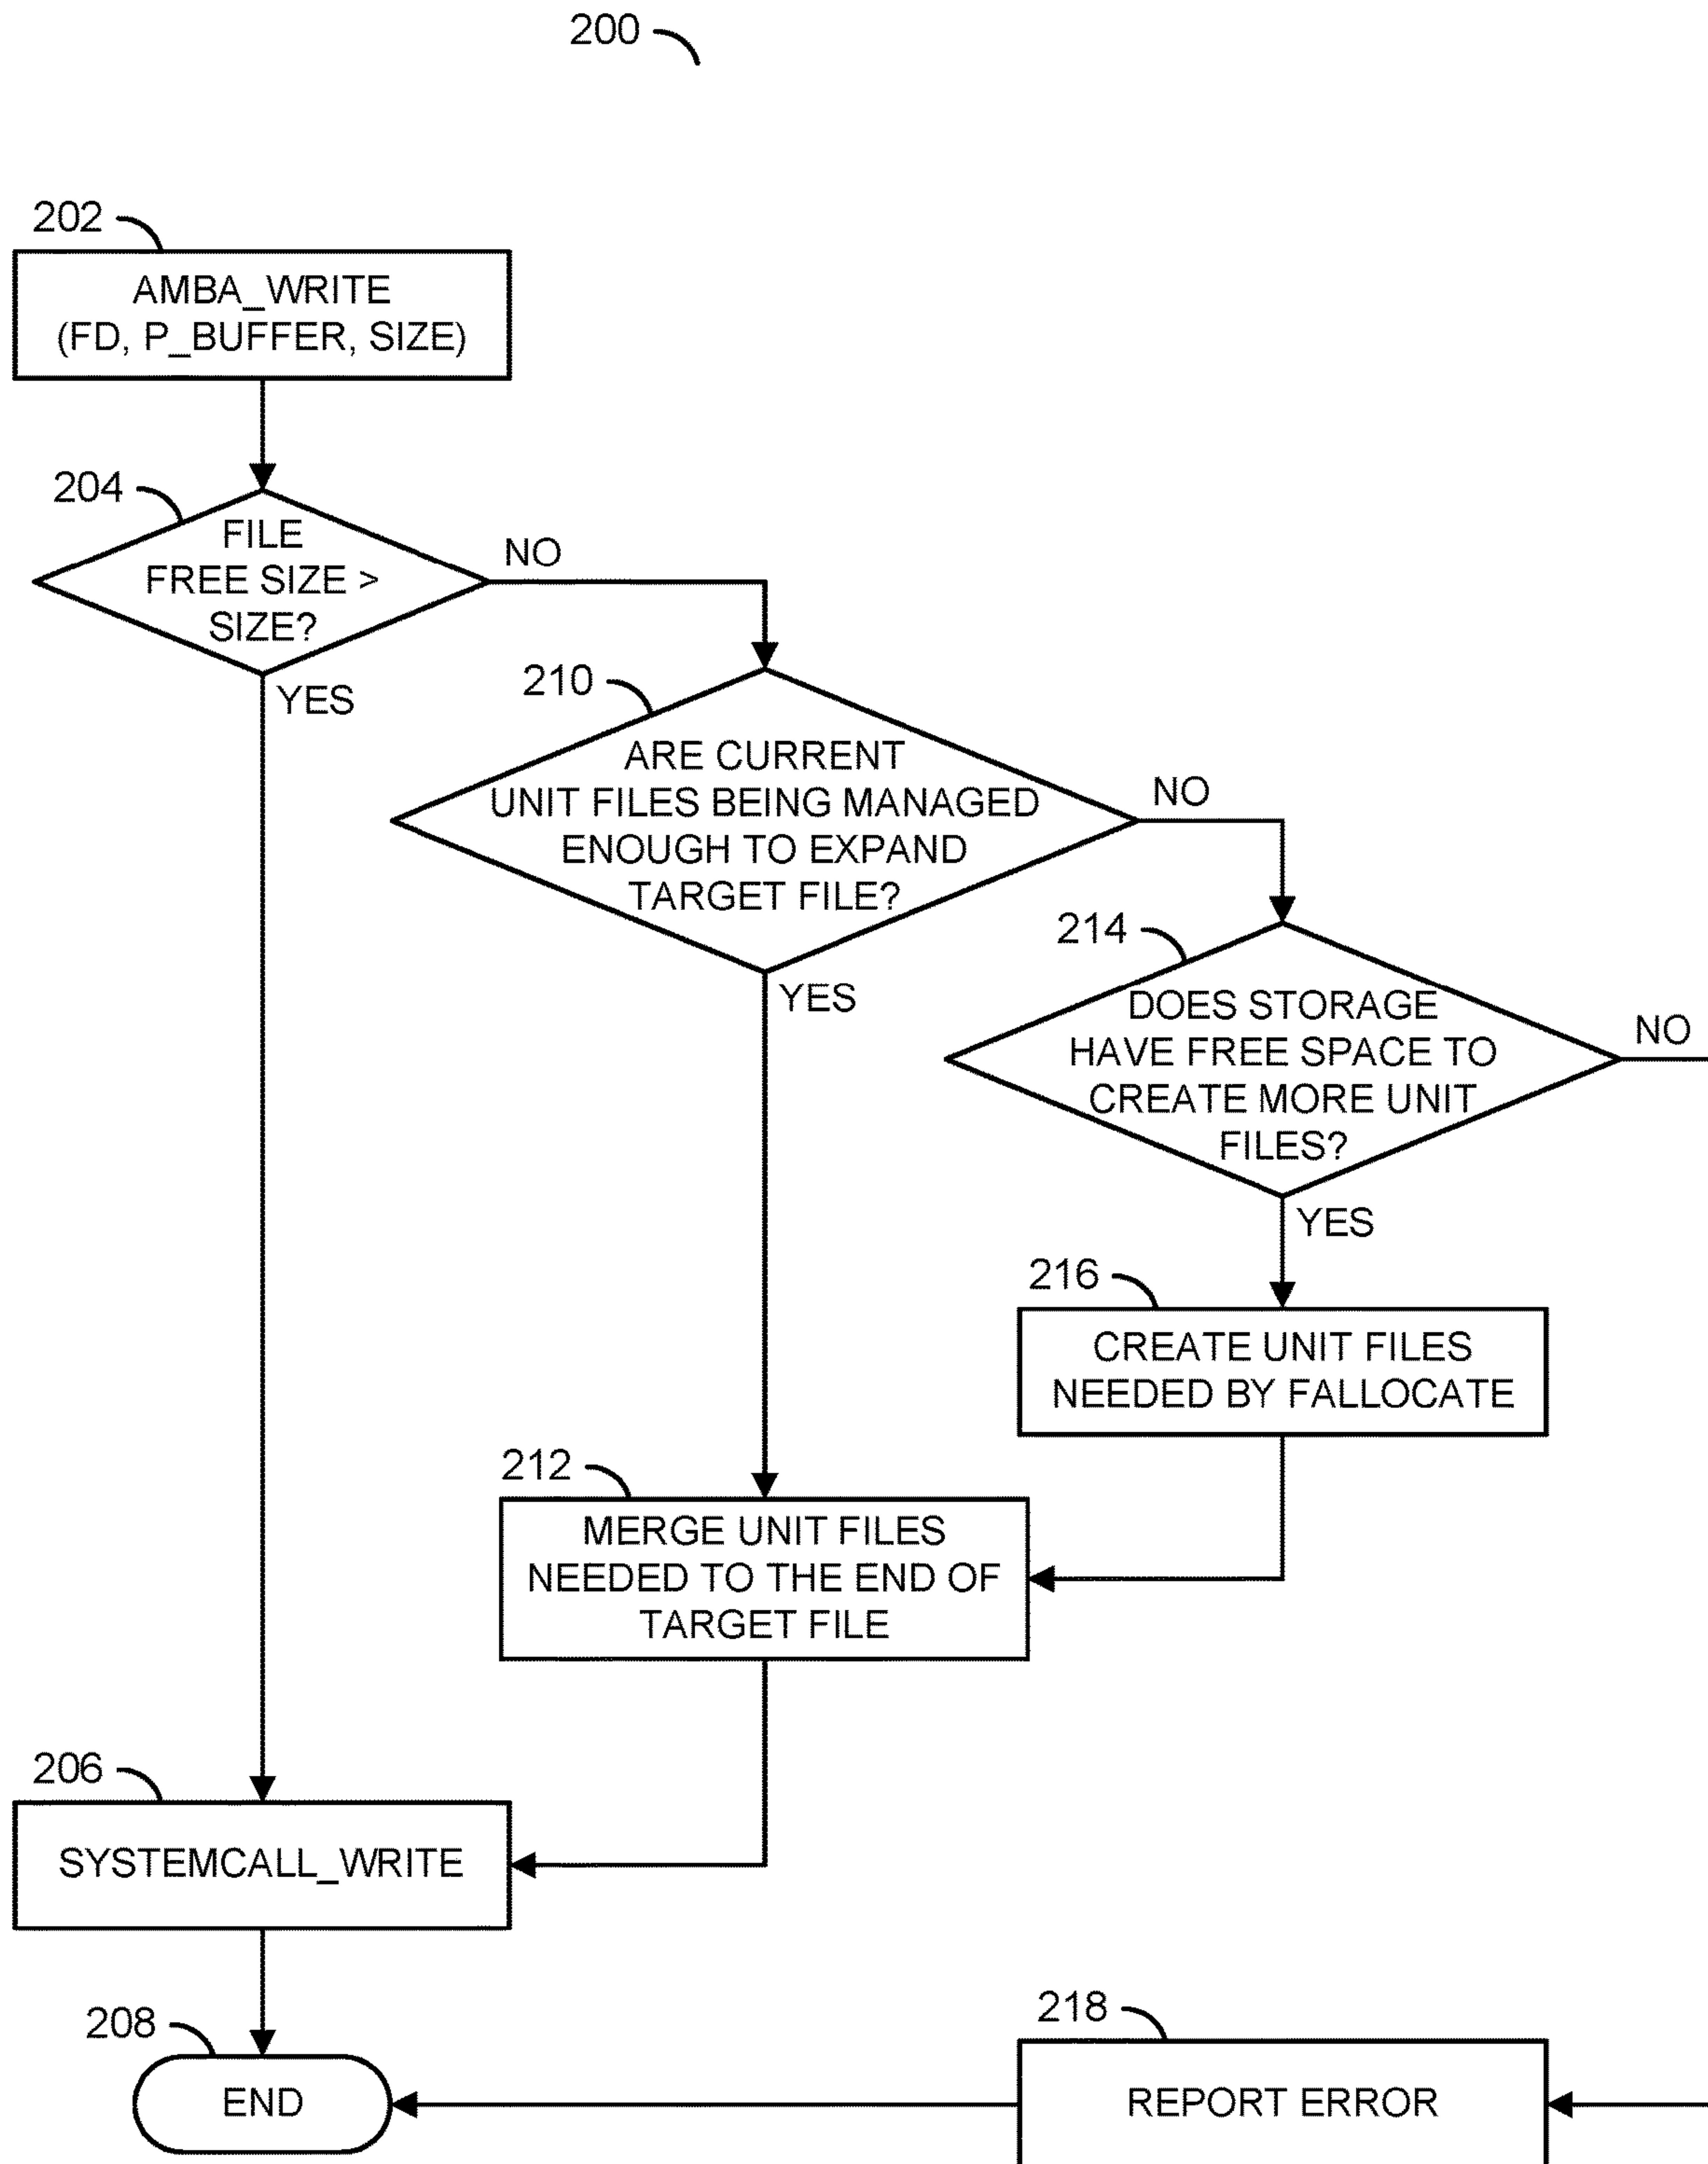 200
202
AMBA_WRITE
(FD, P_BUFFER, SIZE)
204
FILE
FREE SIZE >
SIZE?
NO
YES
210
ARE CURRENT
UNIT FILES BEING MANAGED
ENOUGH TO EXPAND
TARGET FILE?
NO
YES
214
DOES STORAGE
HAVE FREE SPACE TO
CREATE MORE UNIT
FILES?
NO
YES
216
CREATE UNIT FILES
NEEDED BY FALLOCATE
212
MERGE UNIT FILES
NEEDED TO THE END OF
TARGET FILE
206
SYSTEMCALL_WRITE
208
END
218
REPORT ERROR